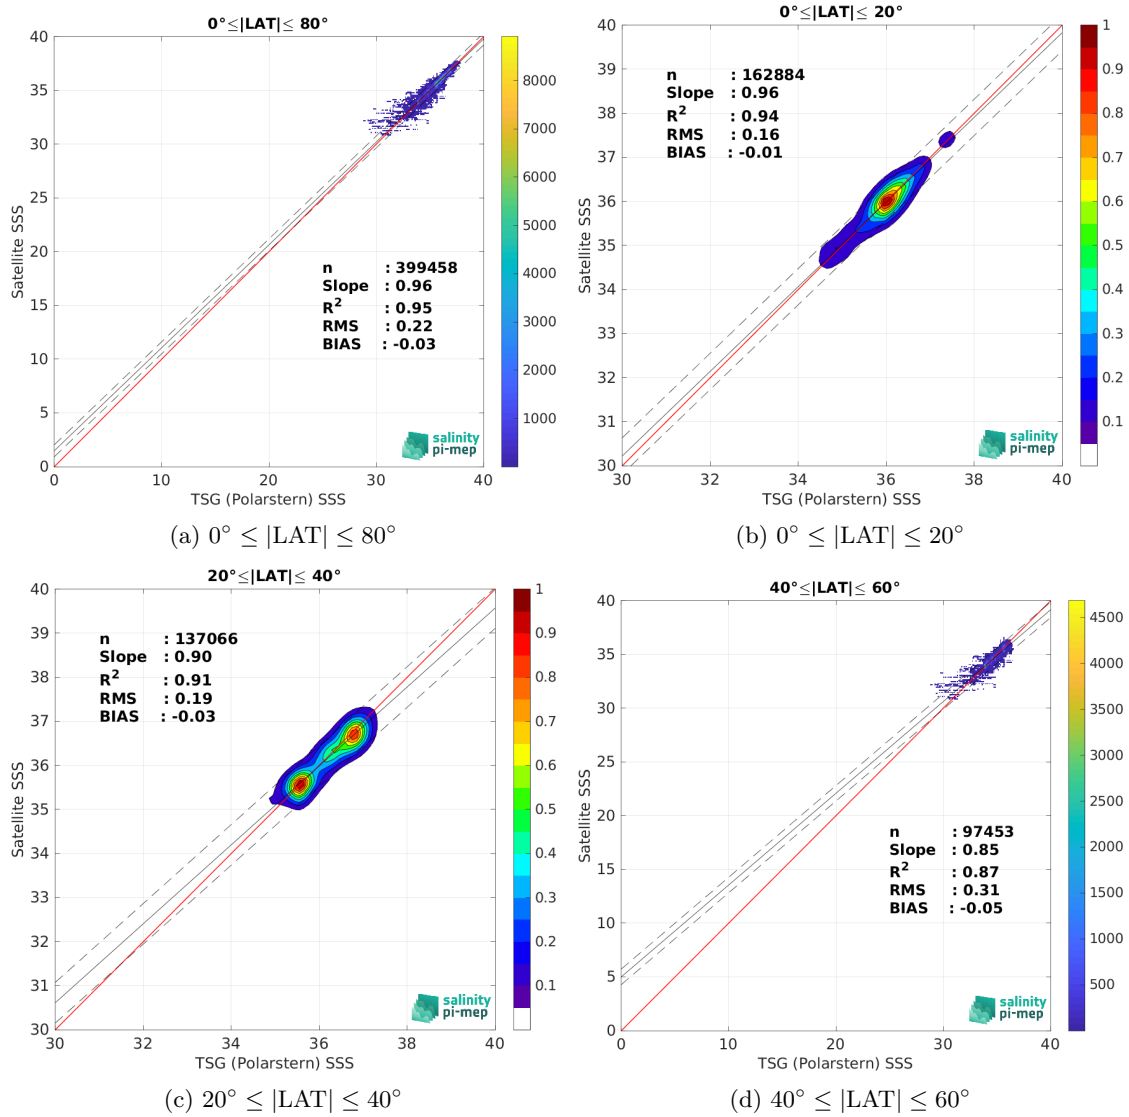 0°≤|LAT|≤ 80°
40
35
30
25
20
15
10
5
0
0
10
20
30
40
Satellite SSS
TSG (Polarstern) SSS
n : 399458
Slope : 0.96
R² : 0.95
RMS : 0.22
BIAS : -0.03
salinity
pi-mep
8000
7000
6000
5000
4000
3000
2000
1000
(a) 0° ≤ |LAT| ≤ 80°
0°≤|LAT|≤ 20°
40
39
38
37
36
35
34
33
32
31
30
30
32
34
36
38
40
Satellite SSS
TSG (Polarstern) SSS
n : 162884
Slope : 0.96
R² : 0.94
RMS : 0.16
BIAS : -0.01
salinity
pi-mep
1
0.9
0.8
0.7
0.6
0.5
0.4
0.3
0.2
0.1
(b) 0° ≤ |LAT| ≤ 20°
20°≤|LAT|≤ 40°
40
39
38
37
36
35
34
33
32
31
30
30
32
34
36
38
40
Satellite SSS
TSG (Polarstern) SSS
n : 137066
Slope : 0.90
R² : 0.91
RMS : 0.19
BIAS : -0.03
salinity
pi-mep
1
0.9
0.8
0.7
0.6
0.5
0.4
0.3
0.2
0.1
(c) 20° ≤ |LAT| ≤ 40°
40°≤|LAT|≤ 60°
40
35
30
25
20
15
10
5
0
0
10
20
30
40
Satellite SSS
TSG (Polarstern) SSS
n : 97453
Slope : 0.85
R² : 0.87
RMS : 0.31
BIAS : -0.05
salinity
pi-mep
4500
4000
3500
3000
2500
2000
1500
1000
500
(d) 40° ≤ |LAT| ≤ 60°